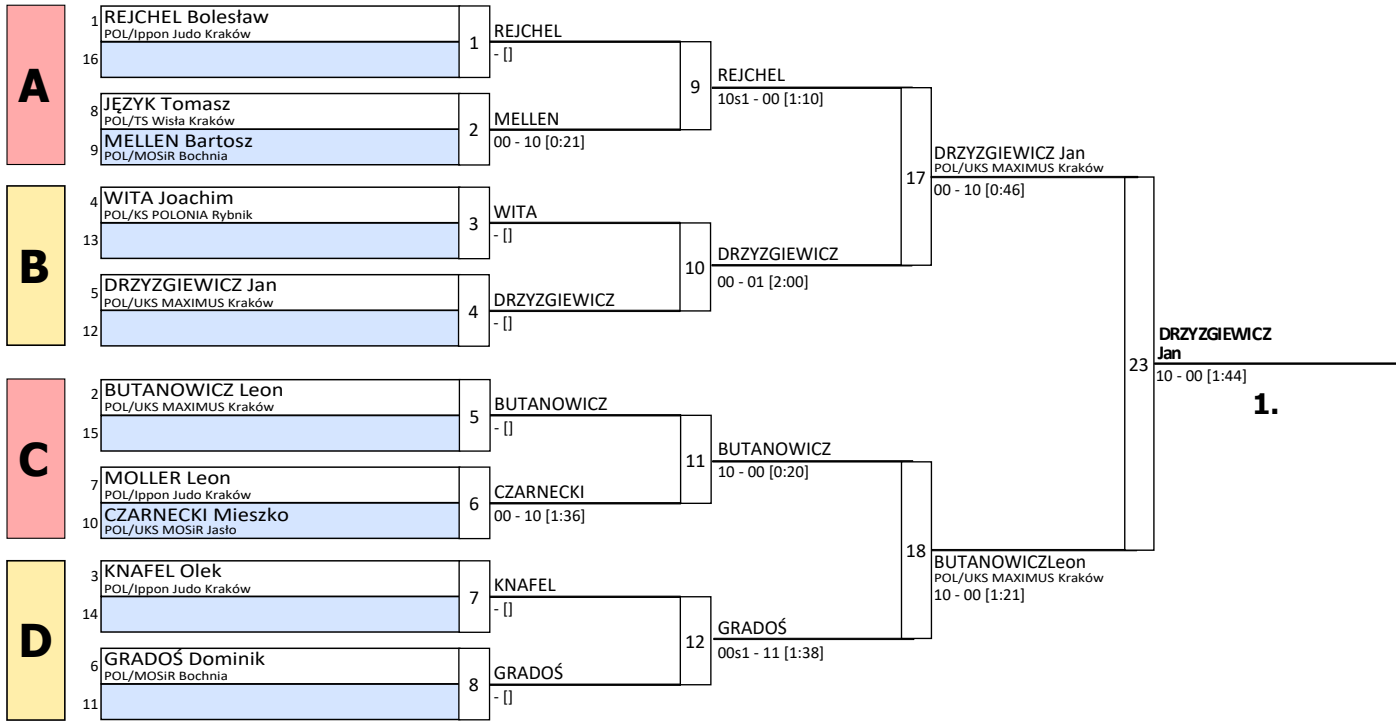 A
1 REJCHEL Bolesław
POL/Ippon Judo Kraków
16
1
REJCHEL
- []
8 JĘZYK Tomasz
POL/TS Wisła Kraków
9 MELLEN Bartosz
POL/MOSiR Bochnia
2
MELLEN
00 - 10 [0:21]
9
REJCHEL
10s1 - 00 [1:10]
B
4 WITA Joachim
POL/KS POLONIA Rybnik
13
3
WITA
- []
5 DRZYZGIEWICZ Jan
POL/UKS MAXIMUS Kraków
12
4
DRZYZGIEWICZ
- []
10
DRZYZGIEWICZ
00 - 01 [2:00]
17
DRZYZGIEWICZ Jan
POL/UKS MAXIMUS Kraków
00 - 10 [0:46]
C
2 BUTANOWICZ Leon
POL/UKS MAXIMUS Kraków
15
5
BUTANOWICZ
- []
7 MOLLER Leon
POL/Ippon Judo Kraków
10 CZARNECKI Mieszko
POL/UKS MOSiR Jasło
6
CZARNECKI
00 - 10 [1:36]
11
BUTANOWICZ
10 - 00 [0:20]
D
3 KNAFEL Olek
POL/Ippon Judo Kraków
14
7
KNAFEL
- []
6 GRADOŚ Dominik
POL/MOSiR Bochnia
11
8
GRADOŚ
- []
12
GRADOŚ
00s1 - 11 [1:38]
18
BUTANOWICZLeon
POL/UKS MAXIMUS Kraków
10 - 00 [1:21]
23
DRZYZGIEWICZ
Jan
10 - 00 [1:44]
1.